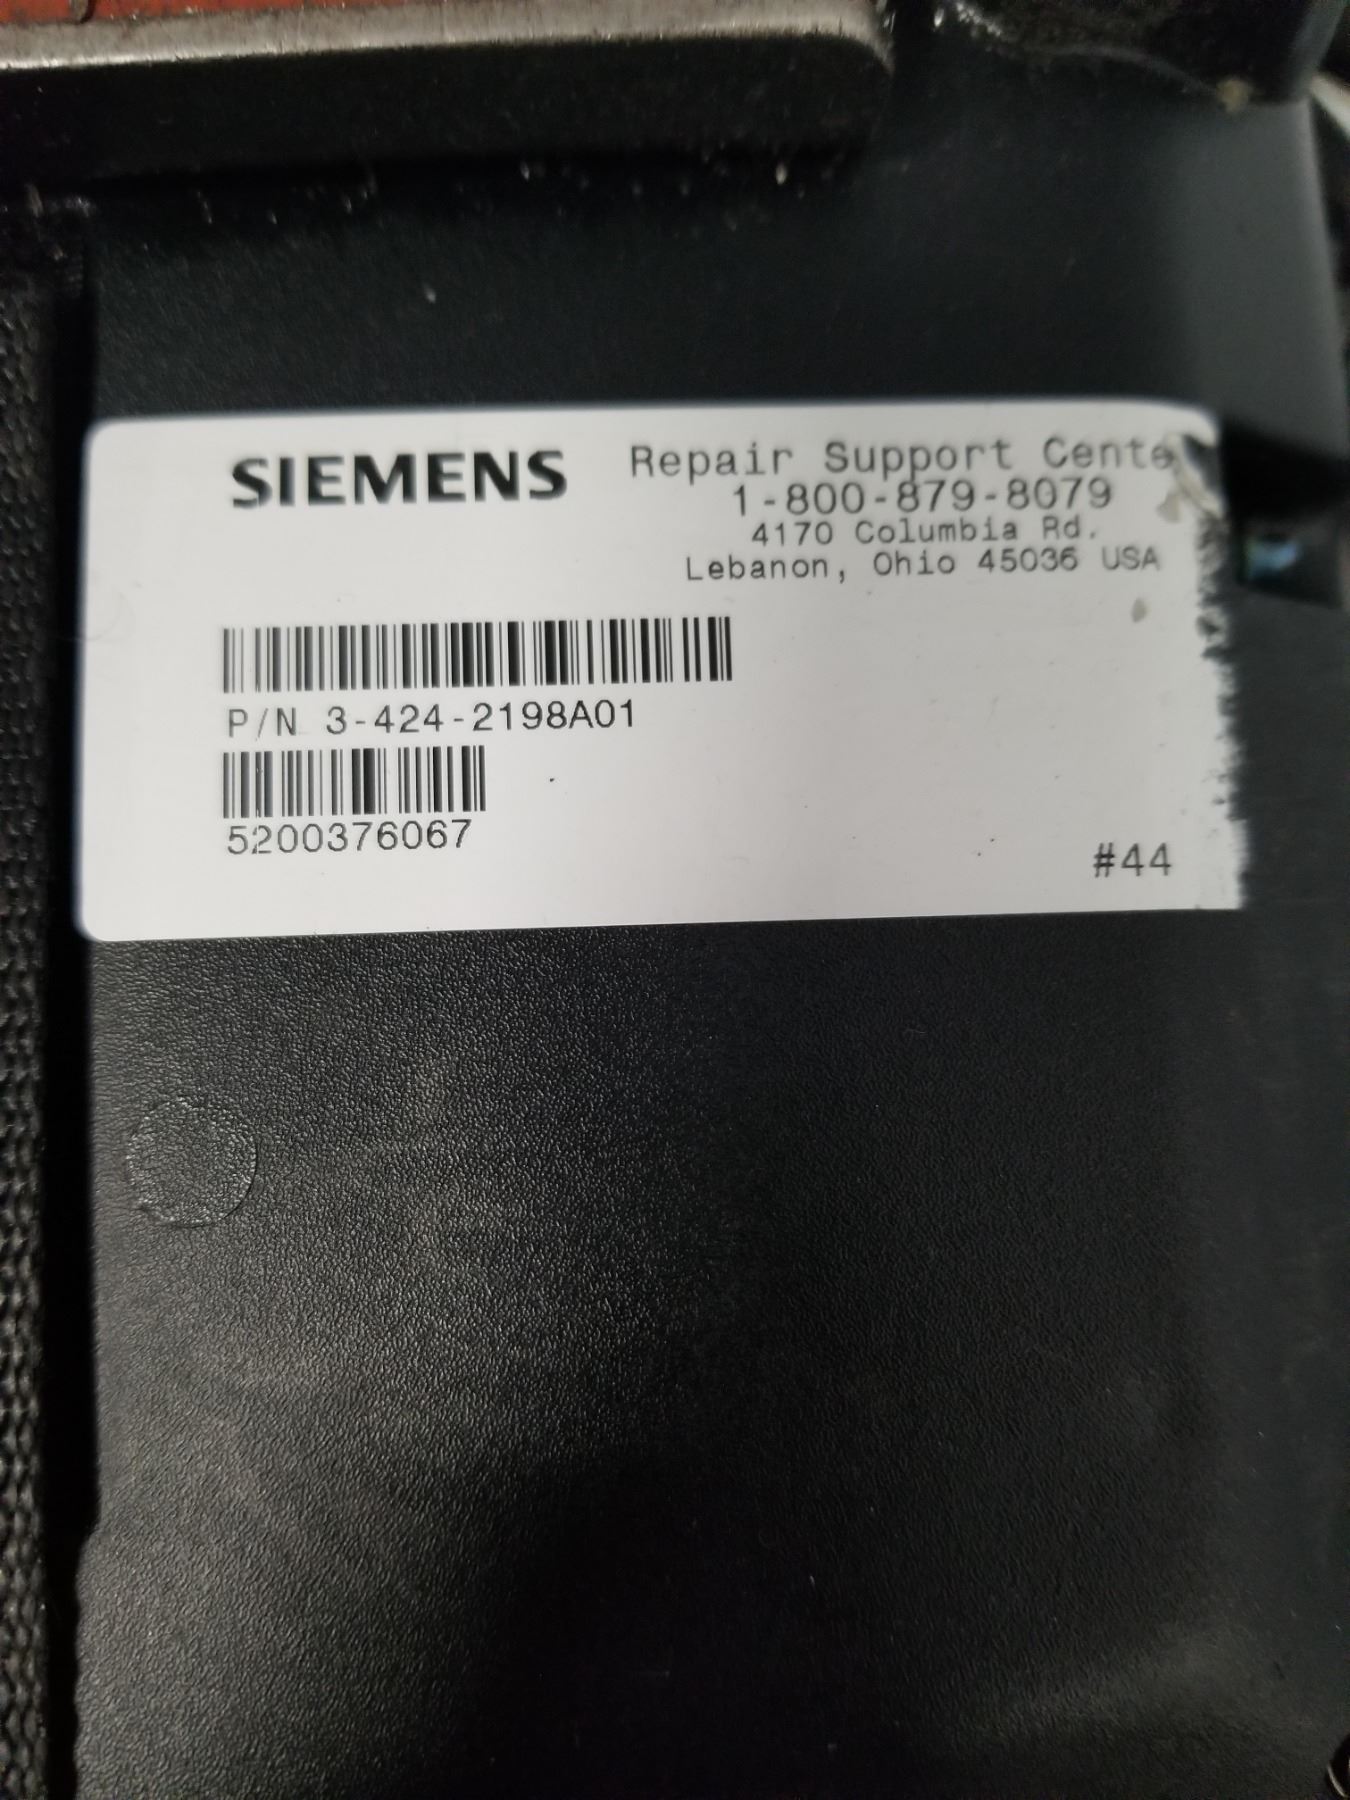 SIEMENS
Repair Support Cente
1-800-879-8079
4170 Columbia Rd.
Lebanon, Ohio 45036 USA
P/N 3-424-2198A01
5200376067
#44